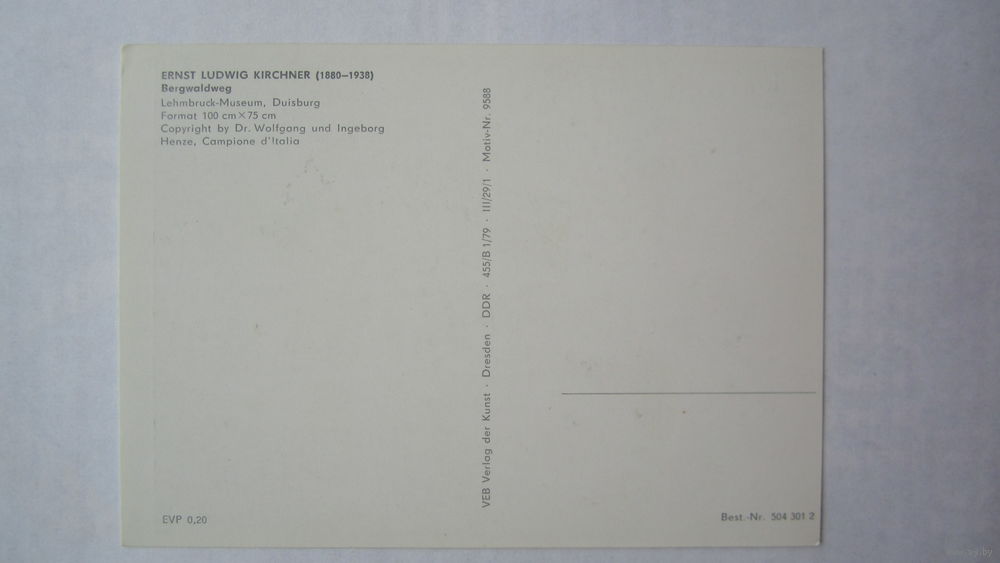 ERNST LUDWIG KIRCHNER (1880–1938)
Bergwaldweg
Lehmbruck-Museum, Duisburg
Format 100 cm×75 cm
Copyright by Dr. Wolfgang und Ingeborg
Henze, Campione d'Italia
VEB Verlag der Kunst · Dresden · DDR · 455/B 1/79 · III/29/1 · Motiv-Nr. 9588
EVP 0,20
Best.-Nr. 504 301 2